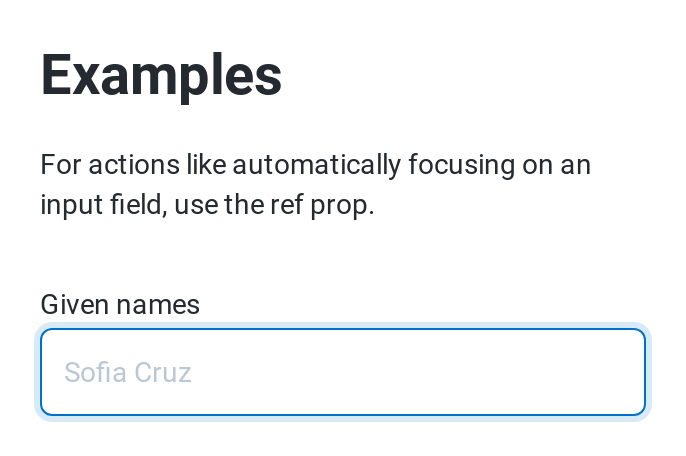 Examples
For actions like automatically focusing on an
input field, use the ref prop.
Given names
Sofia Cruz